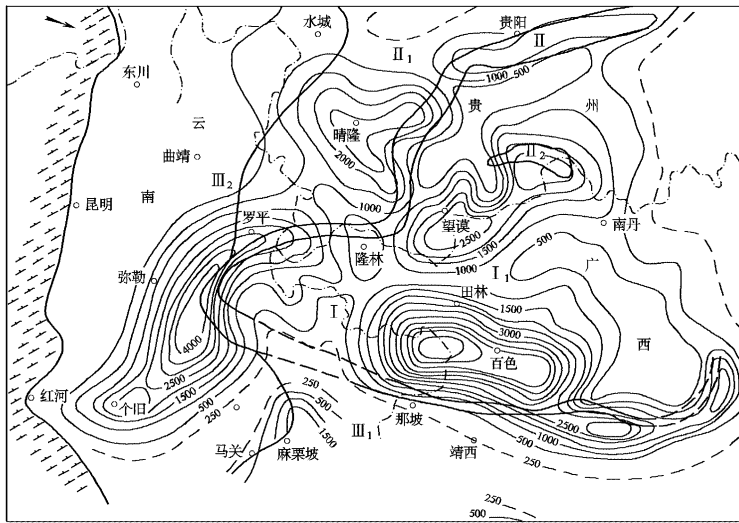 水城
贵阳
Ⅱ
Ⅱ₁
1000
500
东川
云
贵
州
晴隆
2000
曲靖
Ⅲ₂
Ⅱ₂
昆明
南
1000
罗平
望谟
南丹
2500
1500
500
隆林
1000
Ⅰ₁
广
弥勒
Ⅰ
田林
1500
3000
4000
西
百色
2500
1500
250
红河
个旧
500
500
250
1500
那坡
2500
Ⅲ₁
1000
500
马关
麻栗坡
靖西
250
250
500